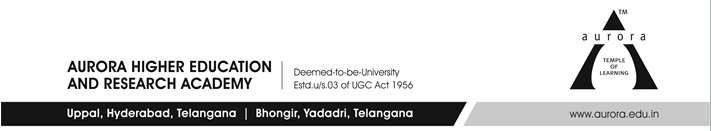 AURORA HIGHER EDUCATION
AND RESEARCH ACADEMY
Deemed-to-be-University
Estd.u/s.03 of UGC Act 1956
TM
aurora
TEMPLE
OF
LEARNING
Uppal, Hyderabad, Telangana | Bhongir, Yadadri, Telangana
www.aurora.edu.in